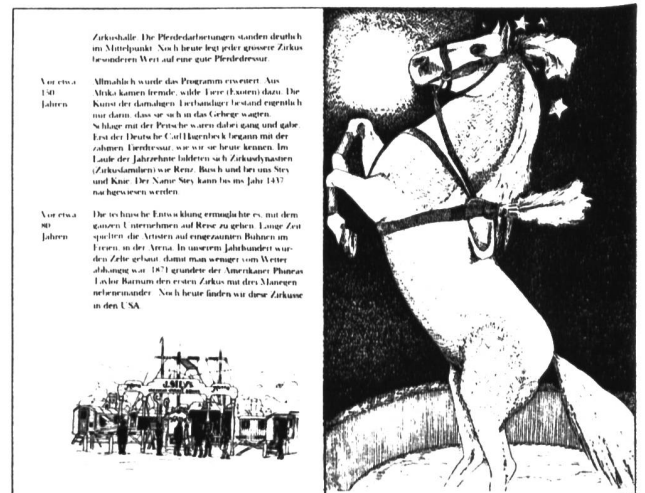 Zirkushalle. Die Pferdedarbietungen standen deutlich
im Mittelpunkt. Noch heute legt jeder grössere Zirkus
besonderen Wert auf eine gute Pferdedressur.
Vor etwa
150
Jahren
Allmählich wurde das Programm erweitert. Aus
Afrika kamen fremde, wilde Tiere (Exoten) dazu. Die
Kunst der damaligen Tierbändiger bestand eigentlich
nur darin, dass sie sich in das Gehege wagten.
Schläge mit der Peitsche waren dabei gang und gäbe.
Erst der Deutsche Carl Hagenbeck begann mit der
zahmen Tierdressur, wie wir sie heute kennen. Im
Laufe der Jahrzehnte bildeten sich Zirkusdynastien
(Zirkusfamilien) wie Renz, Busch und bei uns Stey
und Knie. Der Name Stey kann bis ins Jahr 1437
nachgewiesen werden.
Vor etwa
80
Jahren
Die technische Entwicklung ermöglichte es, mit dem
ganzen Unternehmen auf Reise zu gehen. Lange Zeit
spielten die Artisten auf eingezäunten Bühnen im
Freien, in der Arena. In unserem Jahrhundert wur-
den Zelte gebaut, damit man weniger vom Wetter
abhängig war. 1871 gründete der Amerikaner Phineas
Taylor Barnum den ersten Zirkus mit drei Manegen
nebeneinander. Noch heute finden wir diese Zirkusse
in den USA.